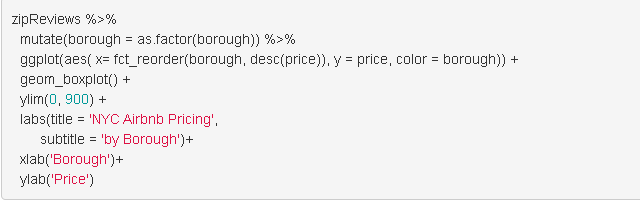 zipReviews %>%
  mutate(borough = as.factor(borough)) %>%
  ggplot(aes( x= fct_reorder(borough, desc(price)), y = price, color = borough)) +
  geom_boxplot() +
  ylim(0, 900) +
  labs(title = 'NYC Airbnb Pricing',
       subtitle = 'by Borough')+
  xlab('Borough')+
  ylab('Price')